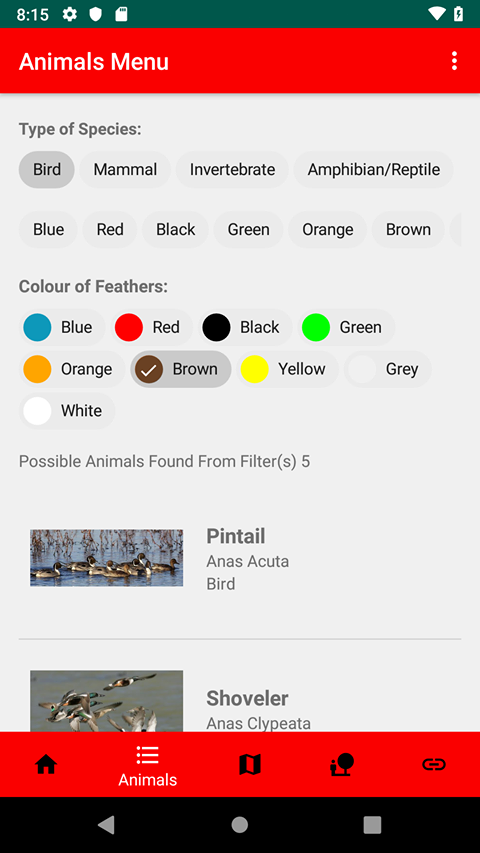 8:15
Animals Menu
Type of Species:
Bird Mammal Invertebrate Amphibian/Reptile
Blue Red Black Green Orange Brown
Colour of Feathers:
Blue Red Black Green
Orange Brown Yellow Grey
White
Possible Animals Found From Filter(s) 5
Pintail
Anas Acuta
Bird
Shoveler
Anas Clypeata
Animals